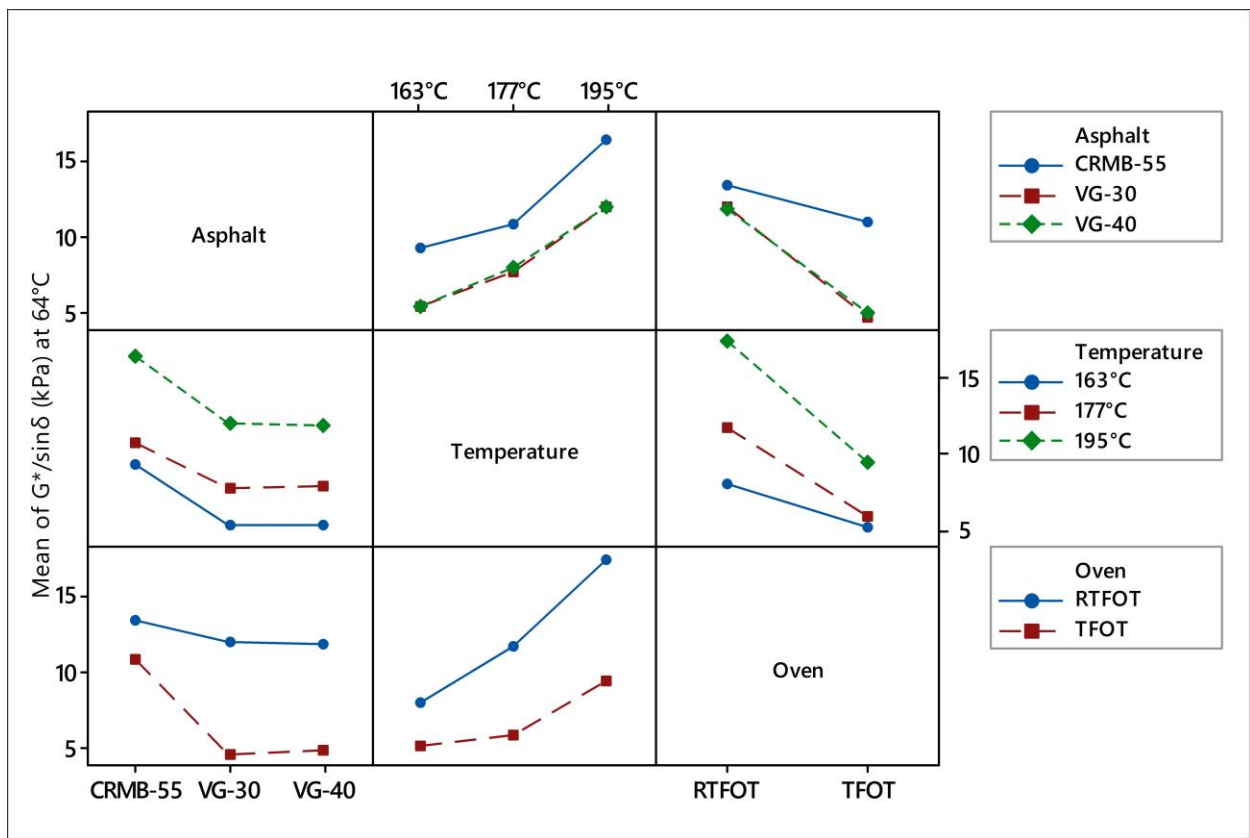 163°C 177°C 195°C
15
10
5
Asphalt
Asphalt
CRMB-55
VG-30
VG-40
Mean of G*/sinδ (kPa) at 64°C
Temperature
15
10
5
Temperature
163°C
177°C
195°C
15
10
5
Oven
Oven
RTFOT
TFOT
CRMB-55 VG-30 VG-40 RTFOT TFOT